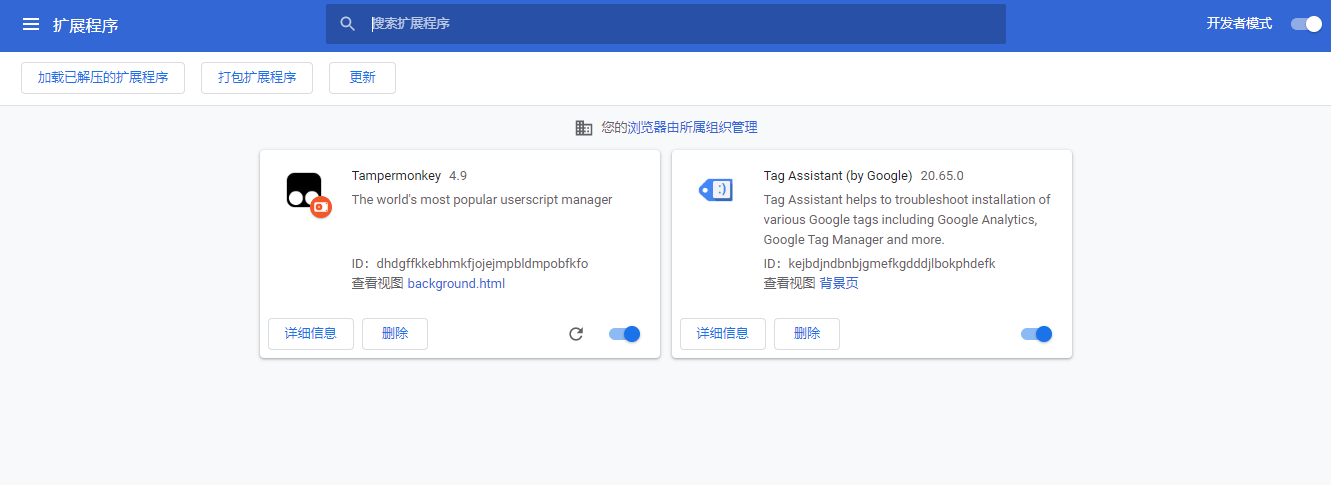 扩展程序
搜索扩展程序
开发者模式
加载已解压的扩展程序
打包扩展程序
更新
您的浏览器由所属组织管理
Tampermonkey 4.9
The world's most popular userscript manager
ID：dhdgffkkebhmkfjojejmpbldmpobfkfo
查看视图 background.html
详细信息
删除
Tag Assistant (by Google) 20.65.0
Tag Assistant helps to troubleshoot installation of
various Google tags including Google Analytics,
Google Tag Manager and more.
ID：kejbdjndbnbjgmefkgdddjlbokphdefk
查看视图 背景页
详细信息
删除